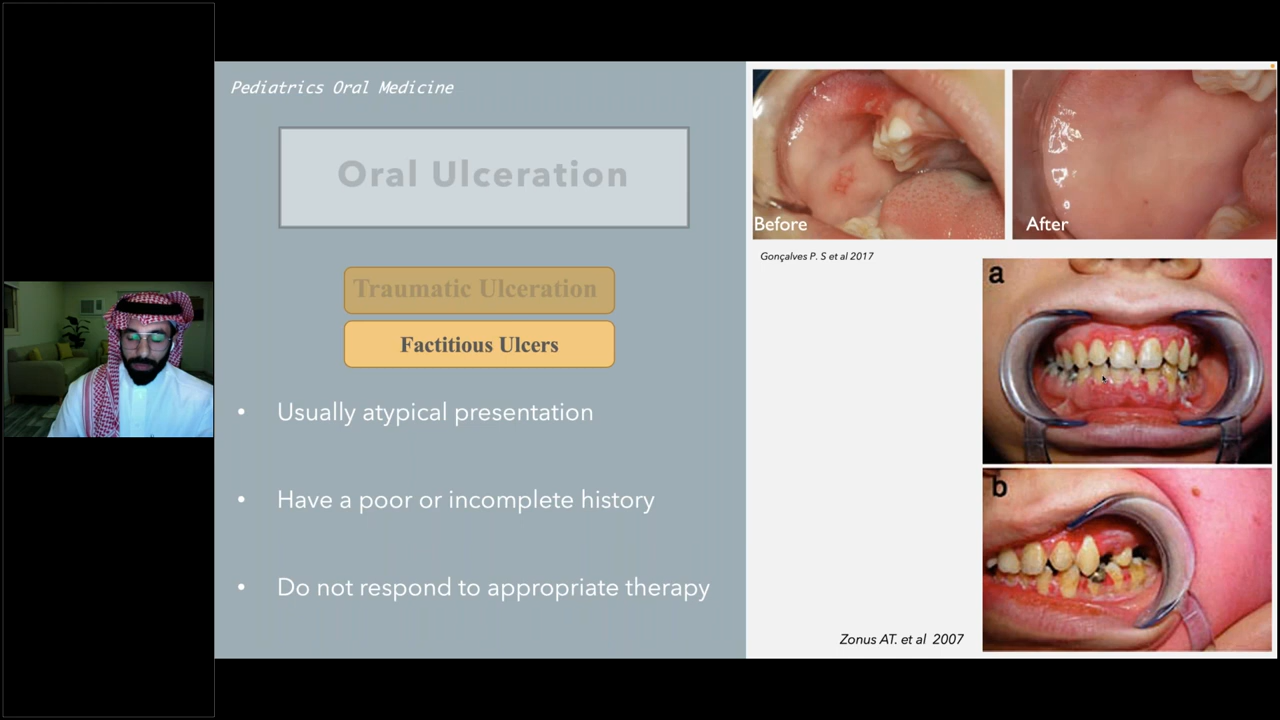 Pediatrics Oral Medicine
Oral Ulceration
Traumatic Ulceration
Factitious Ulcers
• Usually atypical presentation
• Have a poor or incomplete history
• Do not respond to appropriate therapy
Before
After
Gonçalves P. S et al 2017
a
b
Zonus AT. et al 2007